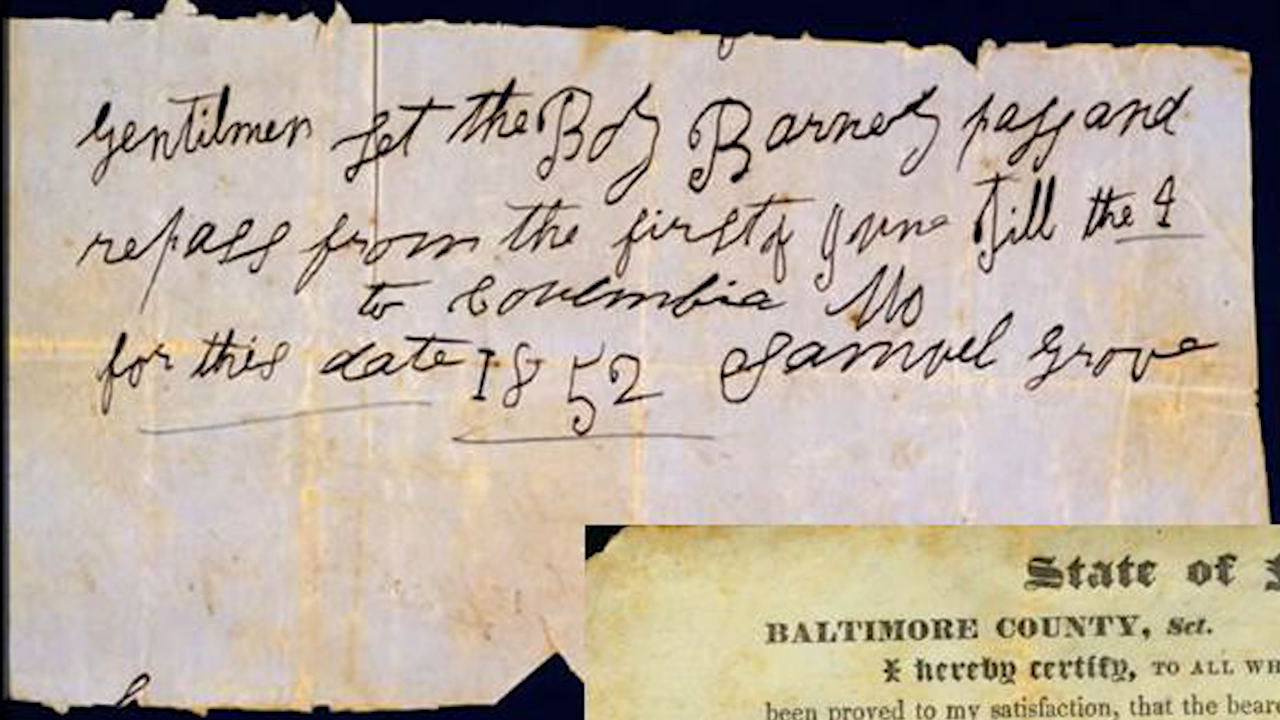 Gentilmen Let the Boy Barney pass and
repass from the first of June till the 4
to Coulumbia Mo
for this date 1852 Samuel Grove
State of
BALTIMORE COUNTY, Sct.
I hereby certify, TO ALL WH
been proved to my satisfaction, that the beare